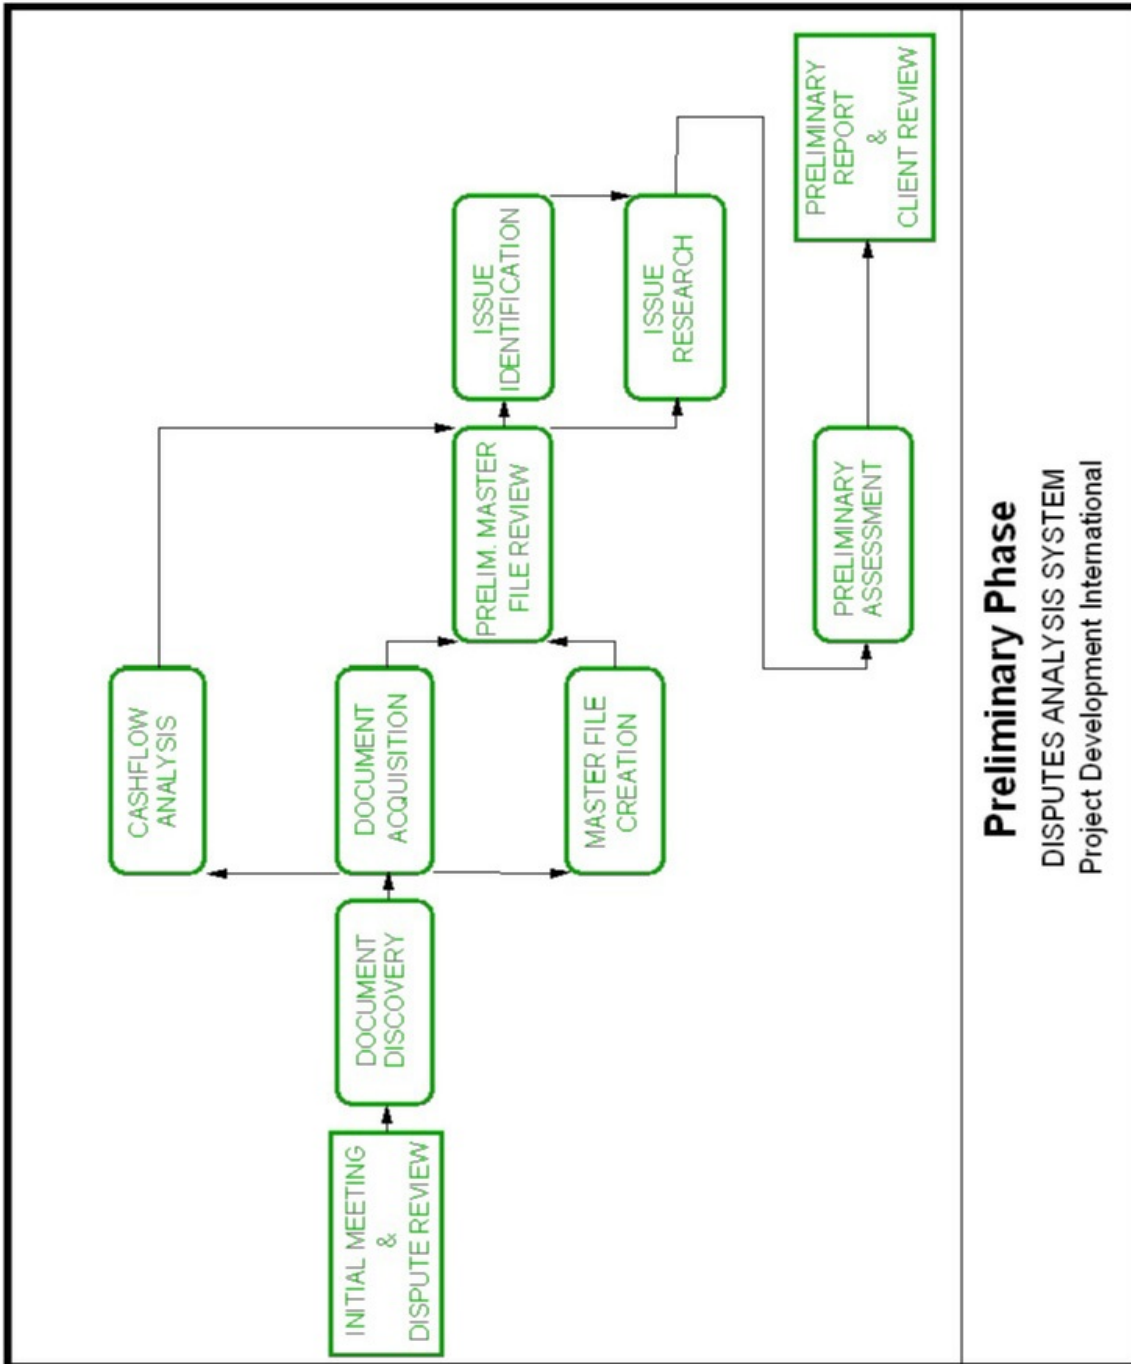 INITIAL MEETING
&
DISPUTE REVIEW
DOCUMENT
DISCOVERY
CASHFLOW
ANALYSIS
DOCUMENT
ACQUISITION
MASTER FILE
CREATION
PRELIM. MASTER
FILE REVIEW
ISSUE
IDENTIFICATION
ISSUE
RESEARCH
PRELIMINARY
ASSESSMENT
PRELIMINARY
REPORT
&
CLIENT REVIEW
Preliminary Phase
DISPUTES ANALYSIS SYSTEM
Project Development International